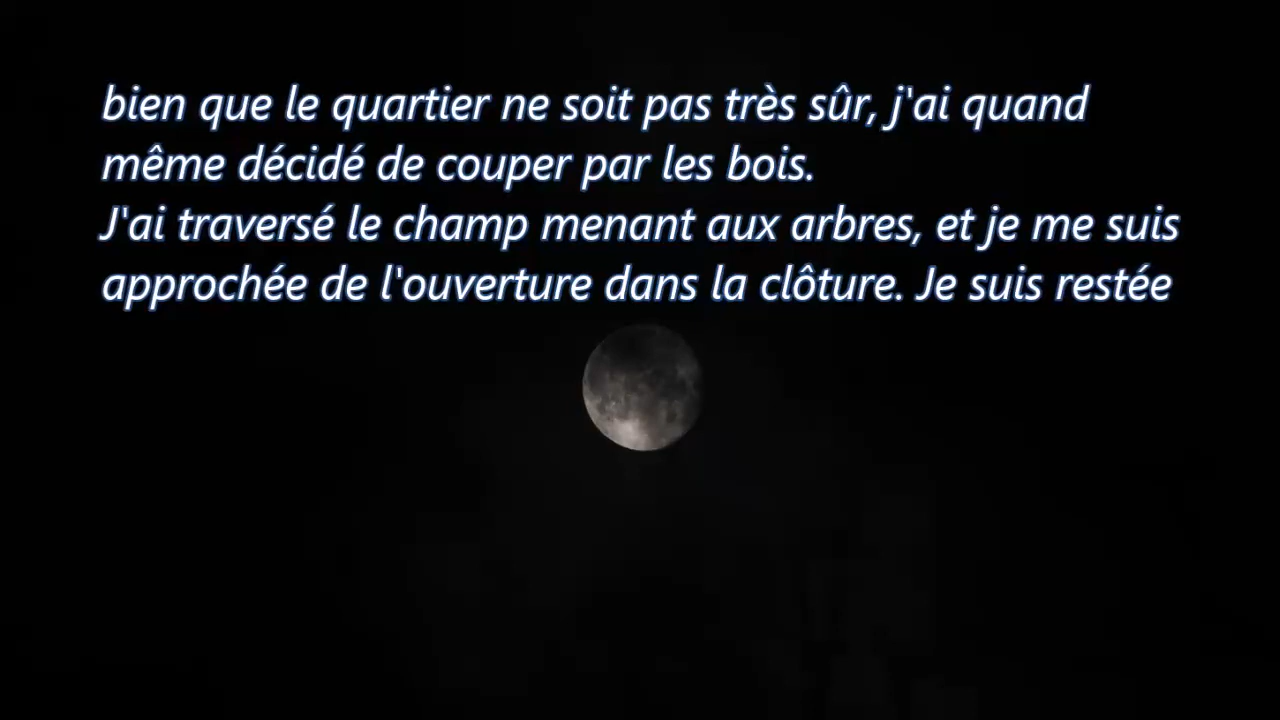 bien que le quartier ne soit pas très sûr, j'ai quand
même décidé de couper par les bois.
J'ai traversé le champ menant aux arbres, et je me suis
approchée de l'ouverture dans la clôture. Je suis restée